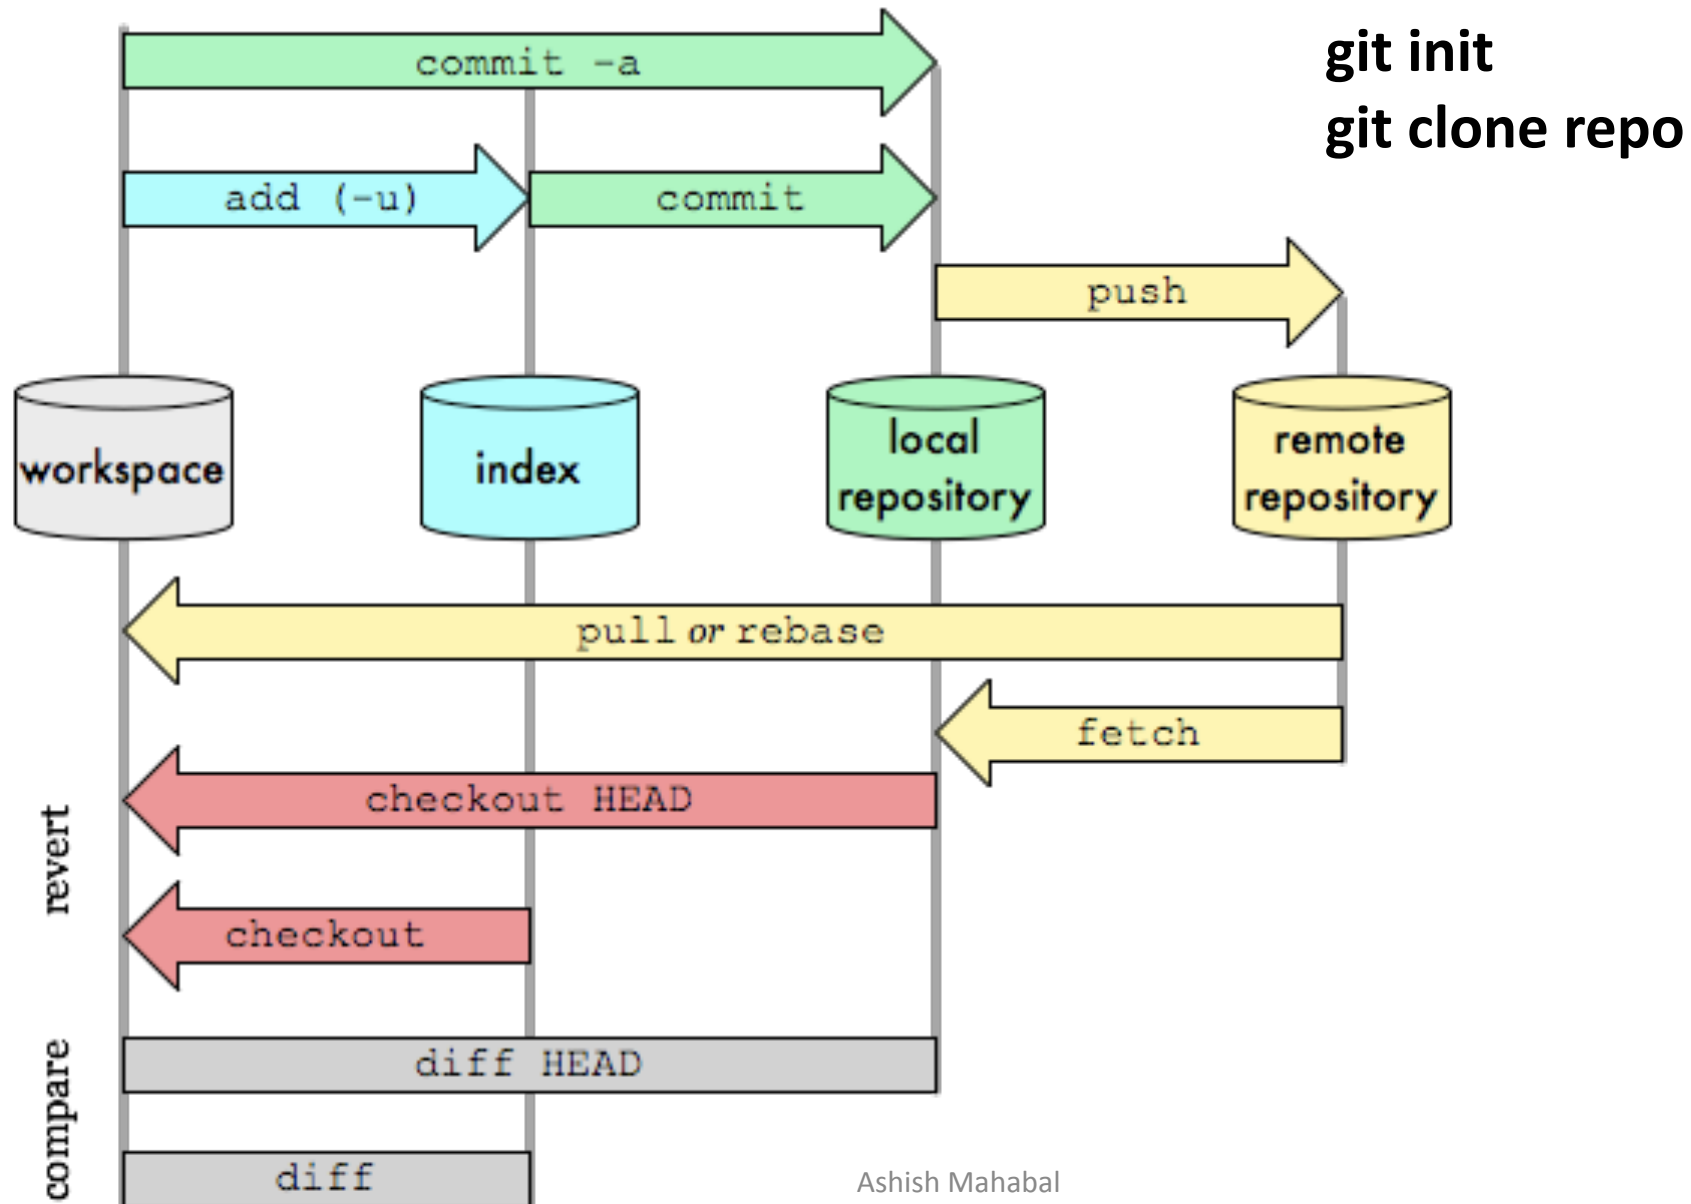 git init
git clone repo
commit -a
add (-u)
commit
push
workspace
index
local
repository
remote
repository
pull or rebase
fetch
revert
checkout HEAD
checkout
compare
diff HEAD
diff
Ashish Mahabal